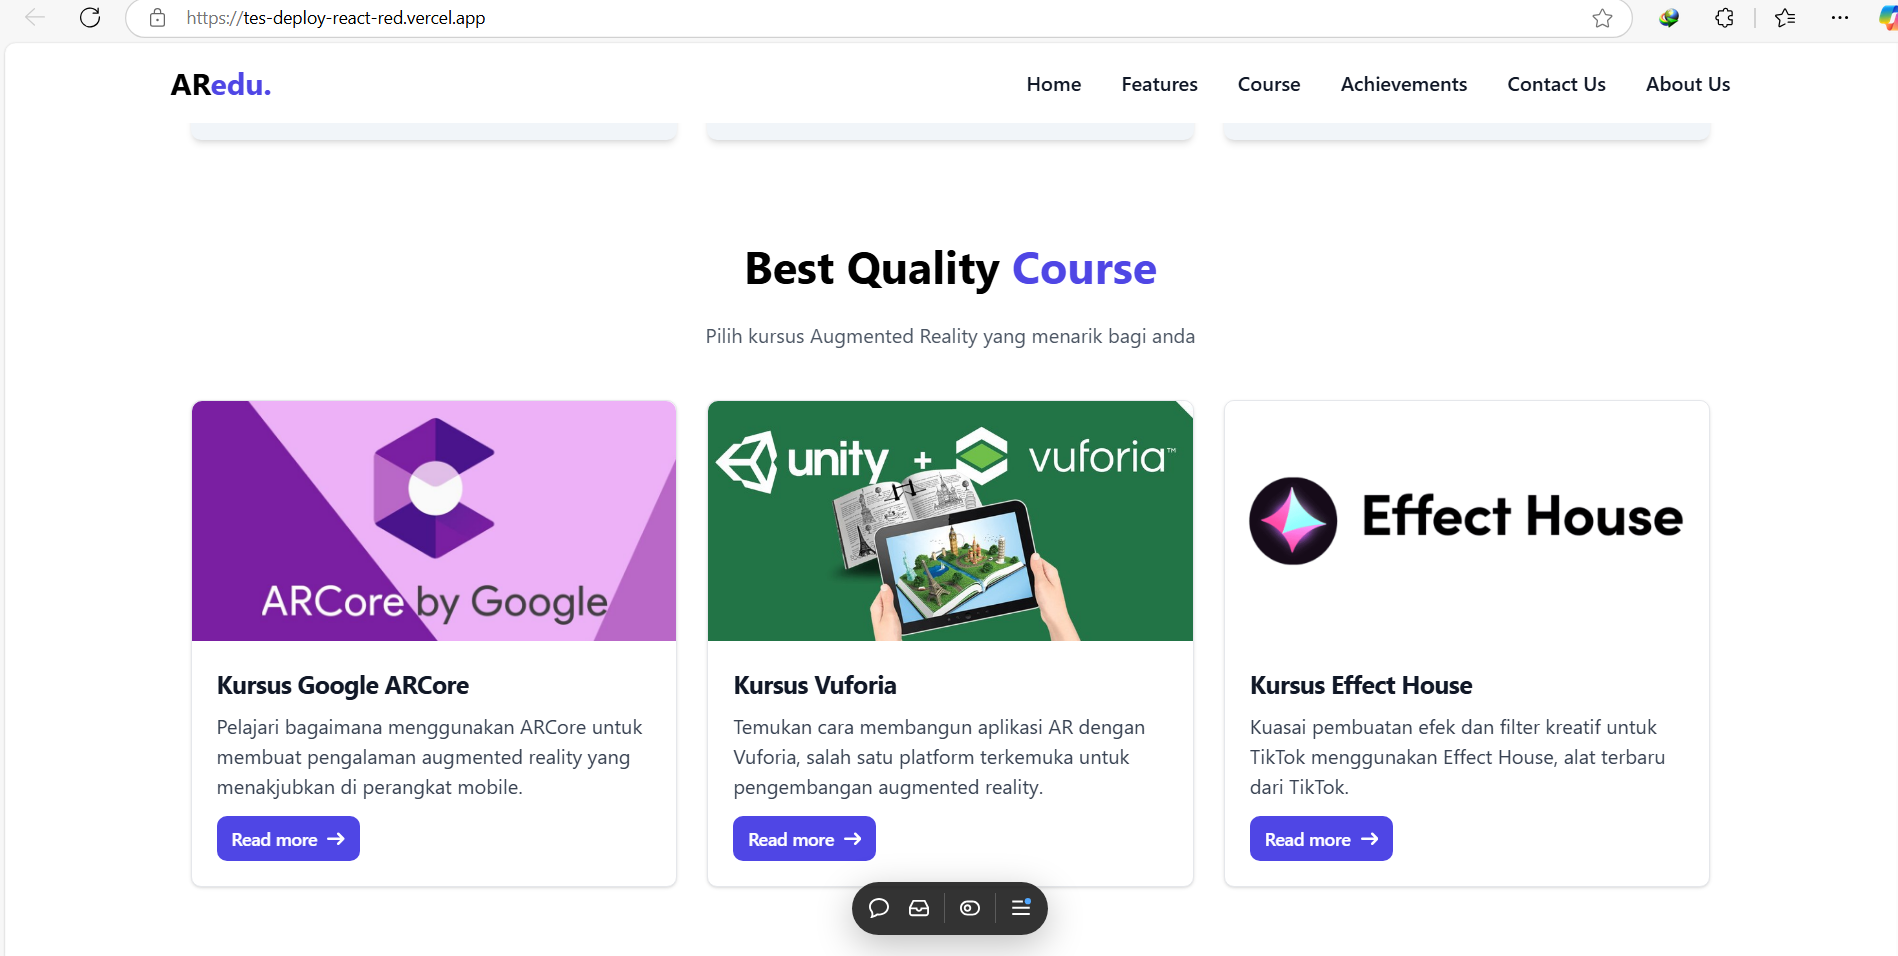 https://tes-deploy-react-red.vercel.app
ARedu.
Home Features Course Achievements Contact Us About Us
Best Quality Course
Pilih kursus Augmented Reality yang menarik bagi anda
ARCore by Google
Kursus Google ARCore
Pelajari bagaimana menggunakan ARCore untuk
membuat pengalaman augmented reality yang
menakjubkan di perangkat mobile.
Read more →
unity + vuforia™
Kursus Vuforia
Temukan cara membangun aplikasi AR dengan
Vuforia, salah satu platform terkemuka untuk
pengembangan augmented reality.
Read more →
Effect House
Kursus Effect House
Kuasai pembuatan efek dan filter kreatif untuk
TikTok menggunakan Effect House, alat terbaru
dari TikTok.
Read more →